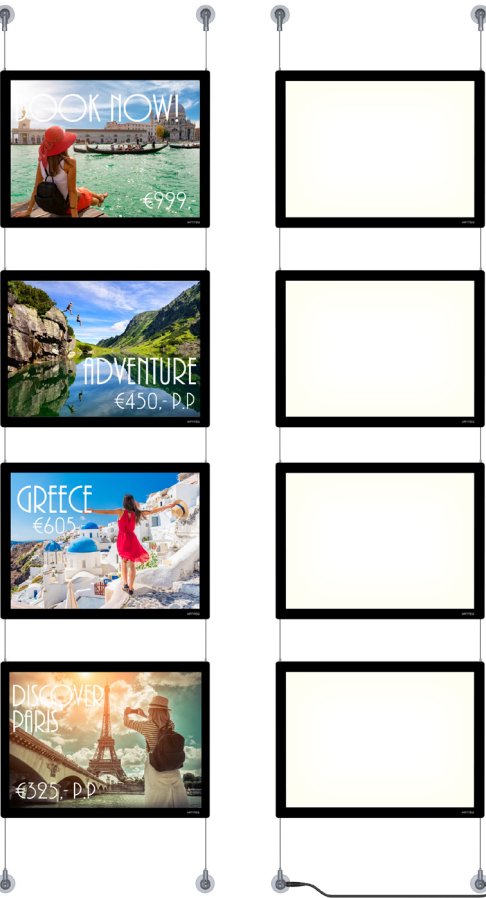 BOOK NOW!
€999,
ADVENTURE
€450,- P.P
GREECE
€605,-
DISCOVER
PARIS
€325,- P.P